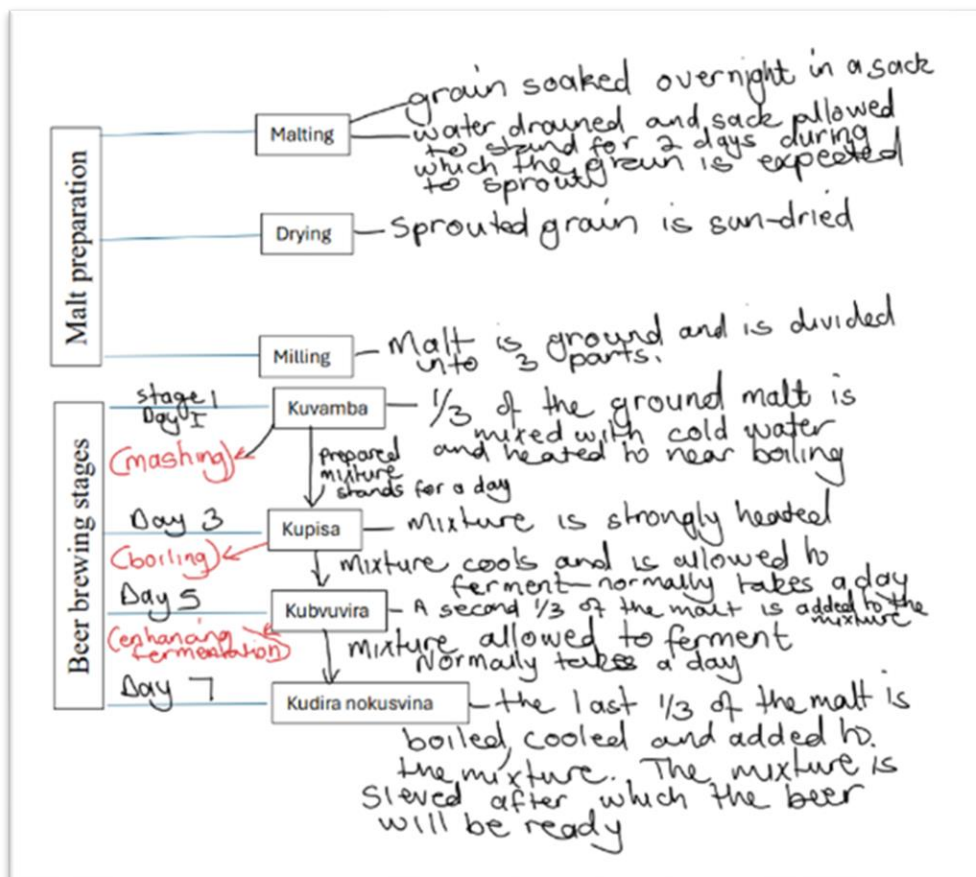 Malt preparation
Malting
grain soaked overnight in a sack
water drained and sack allowed
to stand for 2 days during
which the grain is expected
to sprout
Drying
Sprouted grain is sun-dried
Milling
Malt is ground and is divided
into 3 parts.
Beer brewing stages
Stage 1
Day I
(mashing)
Kuvamba
1/3 of the ground malt is
mixed with cold water
and heated to near boiling
Prepared
mixture
stands for a day
Day 3
(boiling)
Kupisa
Mixture is strongly heated
Mixture cools and is allowed to
ferment - normally takes a day
Day 5
(enhancing
fermentation)
Kubvuvira
A second 1/3 of the malt is added to the
mixture
mixture allowed to ferment
Normally takes a day
Day 7
Kudira nokusvina
the last 1/3 of the malt is
boiled, cooled and added to.
the mixture. The mixture is
Sieved after which the beer
will be ready